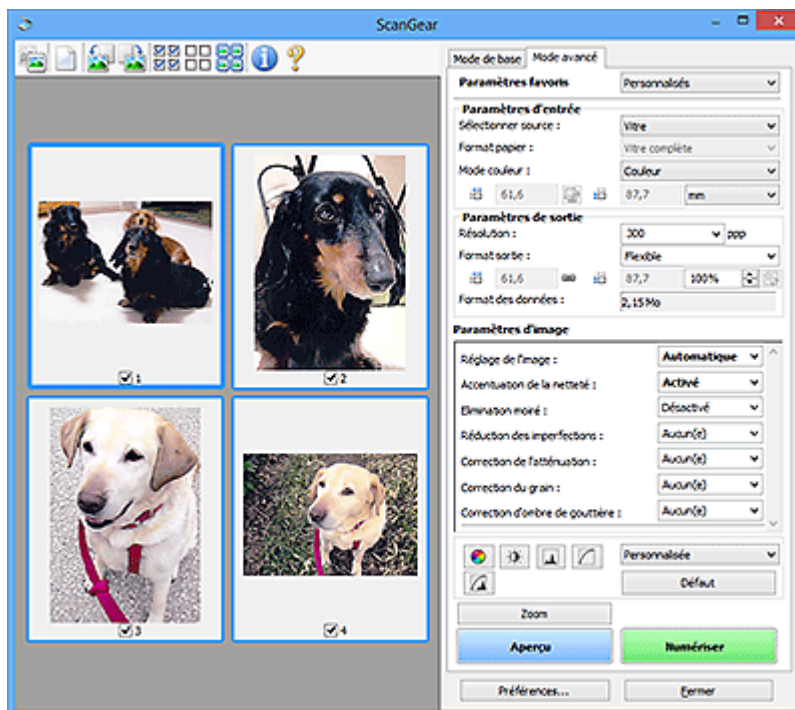 ScanGear
Mode de base Mode avancé
Paramètres favoris Personnalisés
Paramètres d'entrée
Sélectionner source : Vitre
Format papier : Vitre complète
Mode couleur : Couleur
61,6 87,7 mm
Paramètres de sortie
Résolution : 300 ppp
Format sortie : Flexible
61,6 87,7 100%
Format des données : 2,15 Mo
Paramètres d'image
Réglage de l'image : Automatique
Accentuation de la netteté : Activé
Elimination moiré : Désactivé
Réduction des imperfections : Aucun(e)
Correction de l'atténuation : Aucun(e)
Correction du grain : Aucun(e)
Correction d'ombre de gouttière : Aucun(e)
Personnalisée
Défaut
Zoom
Aperçu Numériser
Préférences... Fermer
1
2
3
4